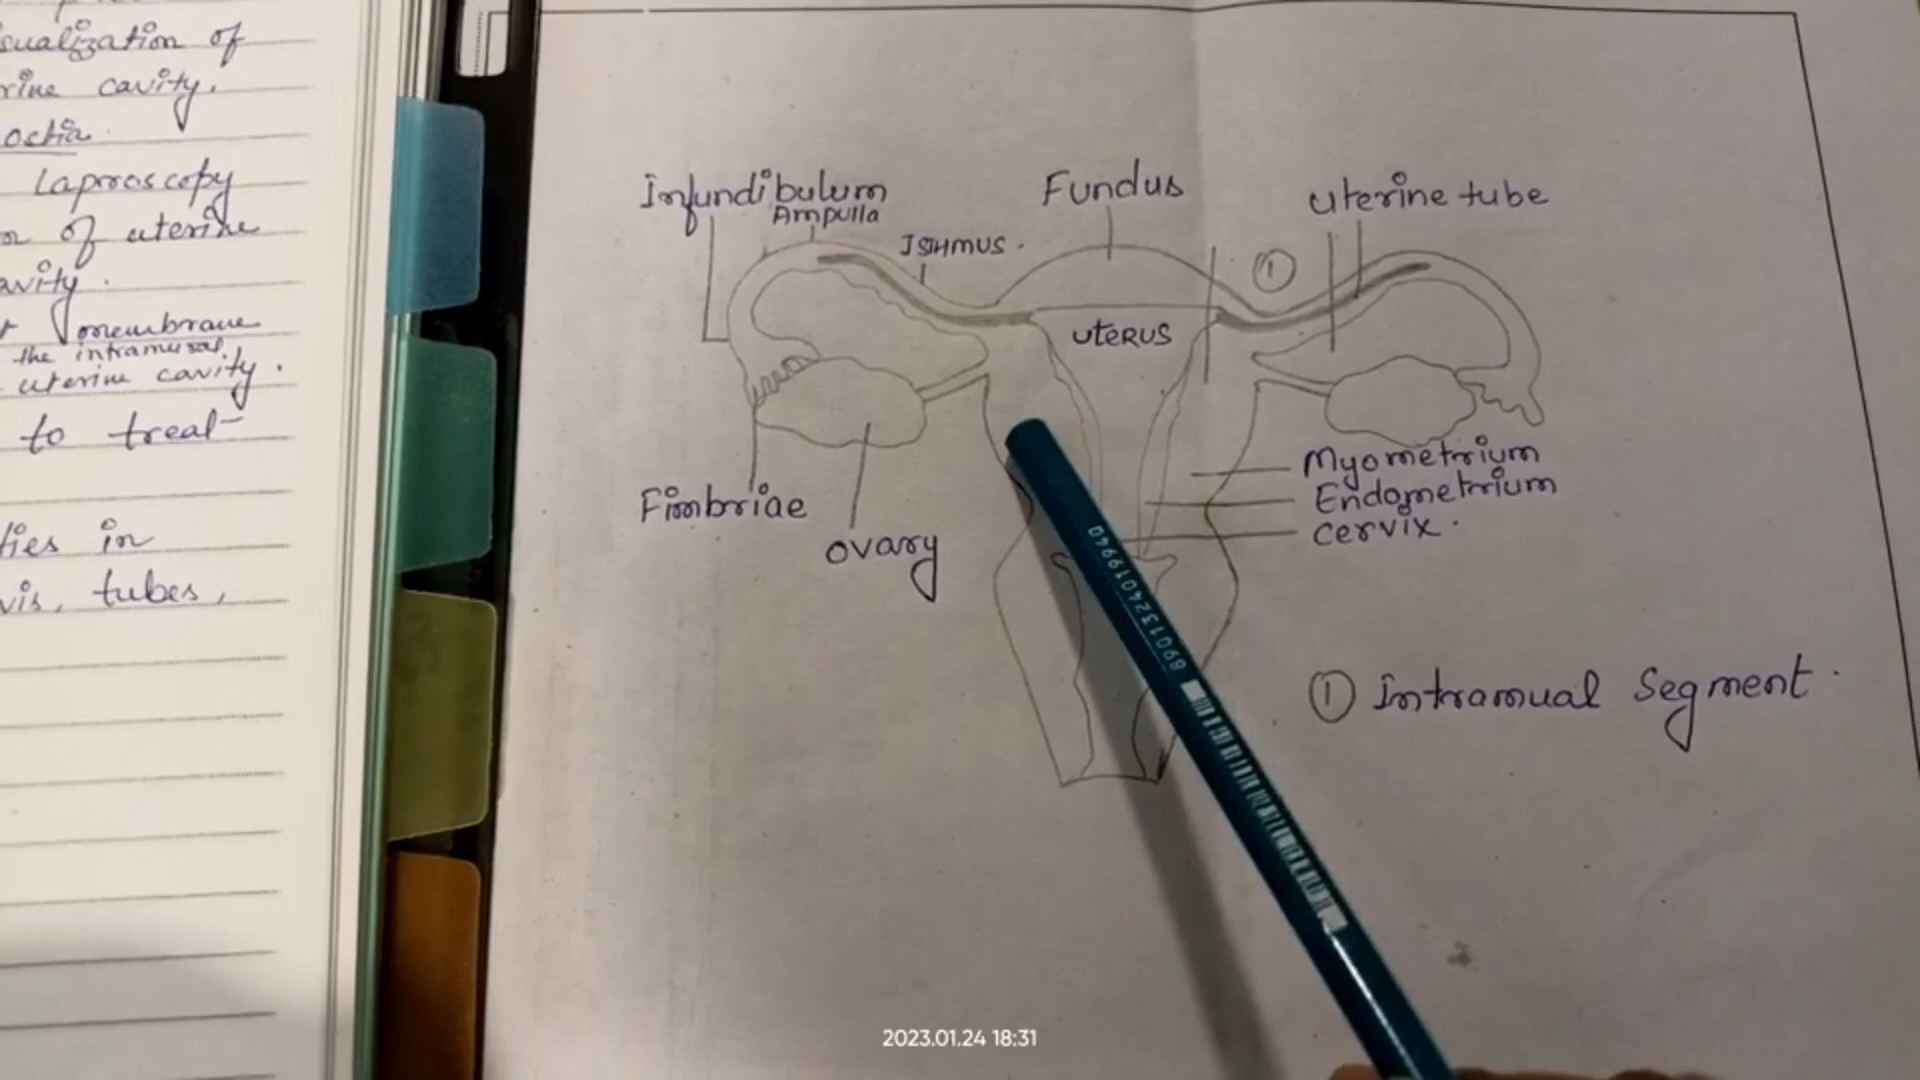 sualization of
rine cavity.
ostia.
Laproscopy
of uterine
avity.
membrane
the intramural
uterine cavity.
to treat-
ties in
vis, tubes,
Infundibulum
Ampulla
ISTHMUS.
Fundus
uterine tube
①
uterus
Fimbriae
ovary
Myometrium
Endometrium
cervix.
① Intramual Segment.
8901324019940
2023.01.24 18:31